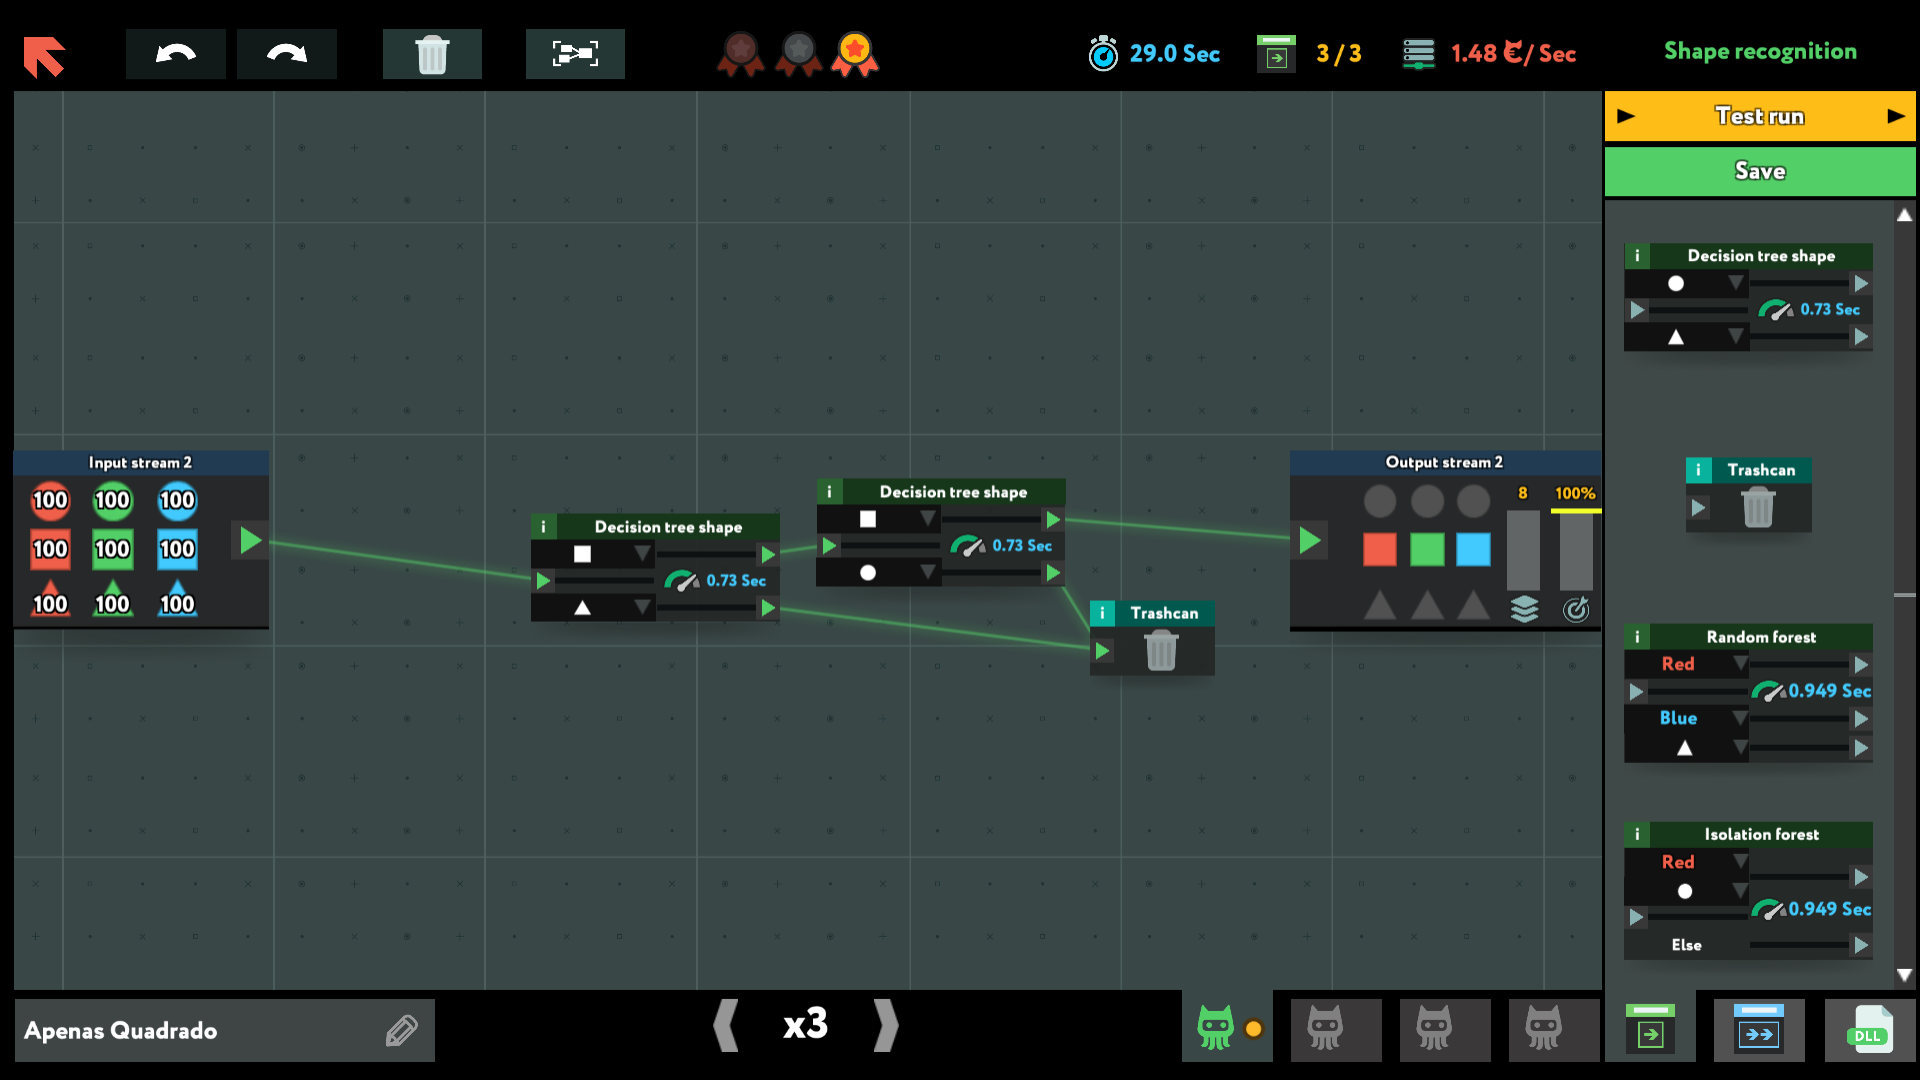 29.0 Sec
3 / 3
1.48 €/ Sec
Shape recognition
Test run
Save
Input stream 2
100 100 100
100 100 100
100 100 100
i Decision tree shape
0.73 Sec
i Decision tree shape
0.73 Sec
i Trashcan
Output stream 2
8 100%
i Decision tree shape
0.73 Sec
i Trashcan
i Random forest
Red
0.949 Sec
Blue
i Isolation forest
Red
0.949 Sec
Else
Apenas Quadrado
x3
DLL